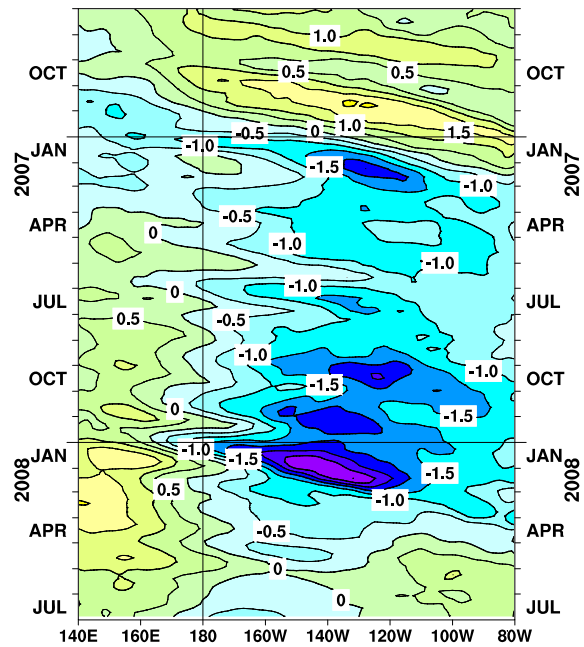 1.0
OCT 0.5 0.5 OCT
-0.5 0 1.0 1.5
JAN -1.0 JAN
2007 -1.5 -1.0 2007
-0.5
APR 0 APR
-1.0 -1.0
0 -1.0
JUL JUL
0.5 -0.5
-1.0 -1.0
OCT -1.5 OCT
0 -1.5
JAN -1.0 -1.5 JAN
2008 0.5 -1.5 2008
-1.0
APR -0.5 APR
0
JUL 0 JUL
140E 160E 180 160W 140W 120W 100W 80W